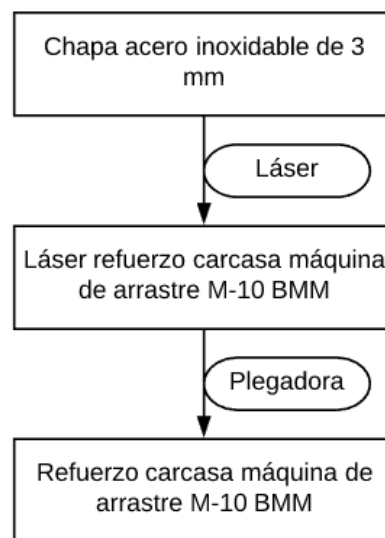 Chapa acero inoxidable de 3
mm
Láser
Láser refuerzo carcasa máquina
de arrastre M-10 BMM
Plegadora
Refuerzo carcasa máquina de
arrastre M-10 BMM